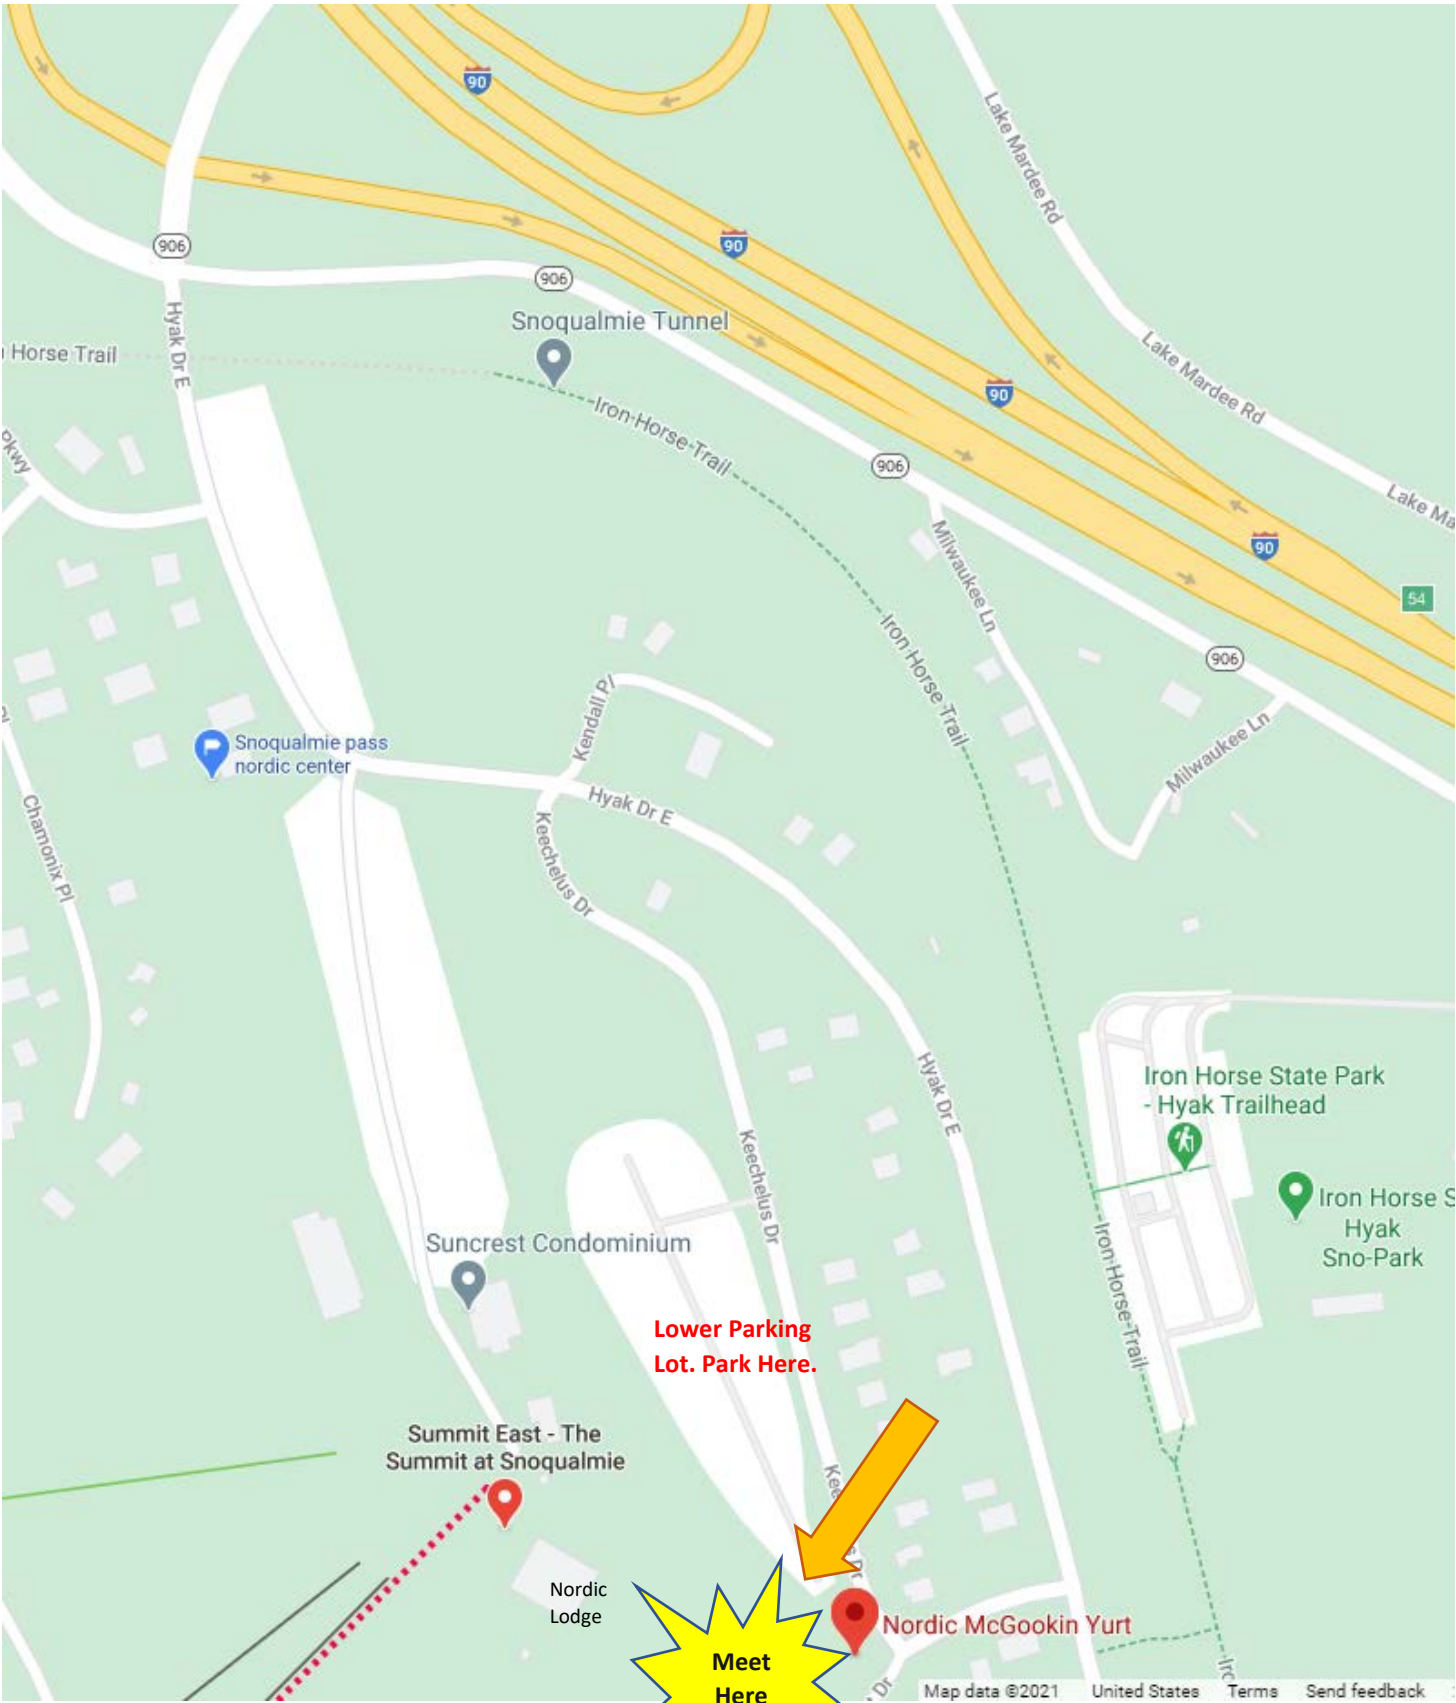 90
Lake Mardee Rd
90
906
906
Hyak Dr E
Snoqualmie Tunnel
Horse Trail
Lake Mardee Rd
90
Iron Horse Trail
Pkwy
906
Lake Ma
Milwaukee Ln
90
54
Iron Horse Trail
906
Kendall Pl
Snoqualmie pass
nordic center
Milwaukee Ln
Hyak Dr E
Chamonix Pl
Keechelus Dr
Hyak Dr E
Iron Horse State Park
- Hyak Trailhead
Keechelus Dr
Iron Horse S
Hyak
Sno-Park
Suncrest Condominium
Iron Horse Trail
Lower Parking
Lot. Park Here.
Summit East - The
Summit at Snoqualmie
Nordic
Lodge
Nordic McGookin Yurt
Meet
Here
Dr
Iro
Map data ©2021 United States Terms Send feedback